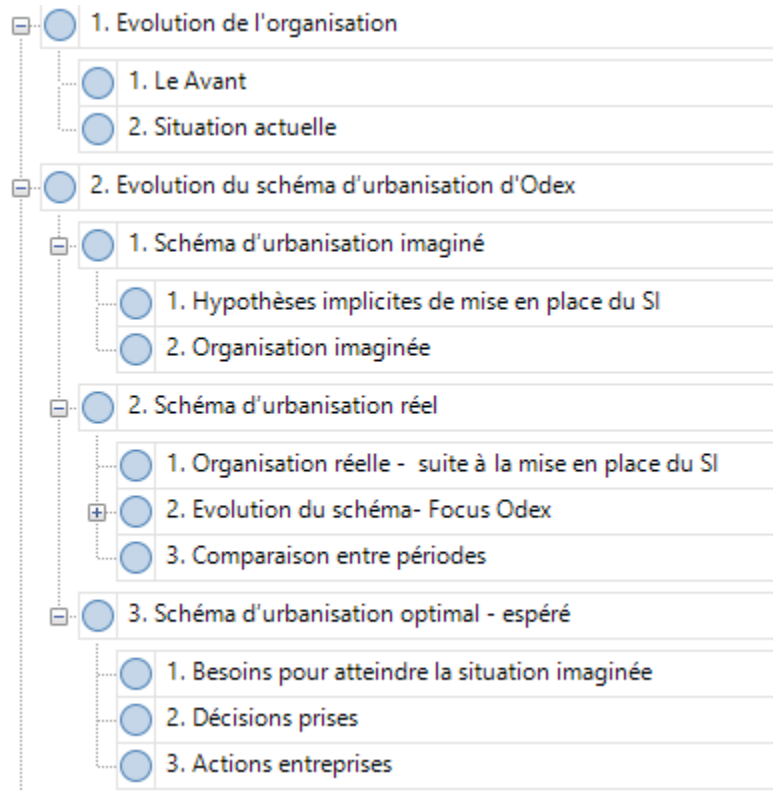 1. Evolution de l'organisation
1. Le Avant
2. Situation actuelle
2. Evolution du schéma d'urbanisation d'Odex
1. Schéma d'urbanisation imaginé
1. Hypothèses implicites de mise en place du SI
2. Organisation imaginée
2. Schéma d'urbanisation réel
1. Organisation réelle -  suite à la mise en place du SI
2. Evolution du schéma- Focus Odex
3. Comparaison entre périodes
3. Schéma d'urbanisation optimal - espéré
1. Besoins pour atteindre la situation imaginée
2. Décisions prises
3. Actions entreprises